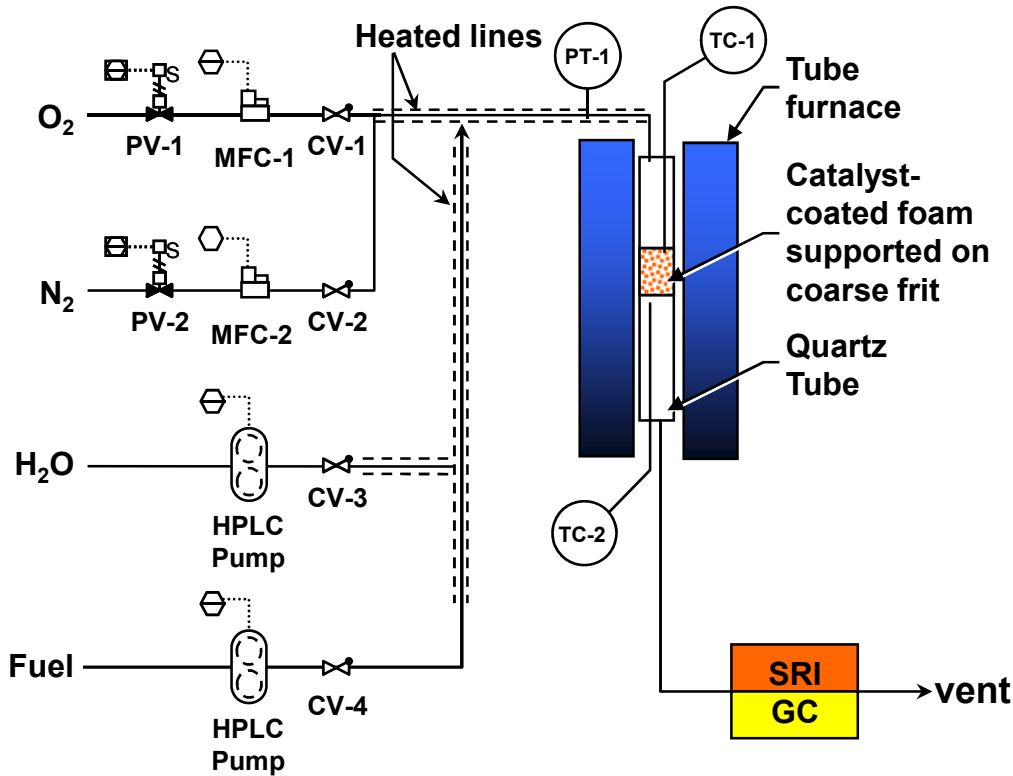 Heated lines
PT-1
TC-1
Tube
furnace
S
O₂
PV-1
MFC-1
CV-1
Catalyst-
coated foam
supported on
coarse frit
S
N₂
PV-2
MFC-2
CV-2
Quartz
Tube
H₂O
CV-3
HPLC
Pump
TC-2
Fuel
CV-4
HPLC
Pump
SRI
GC
vent